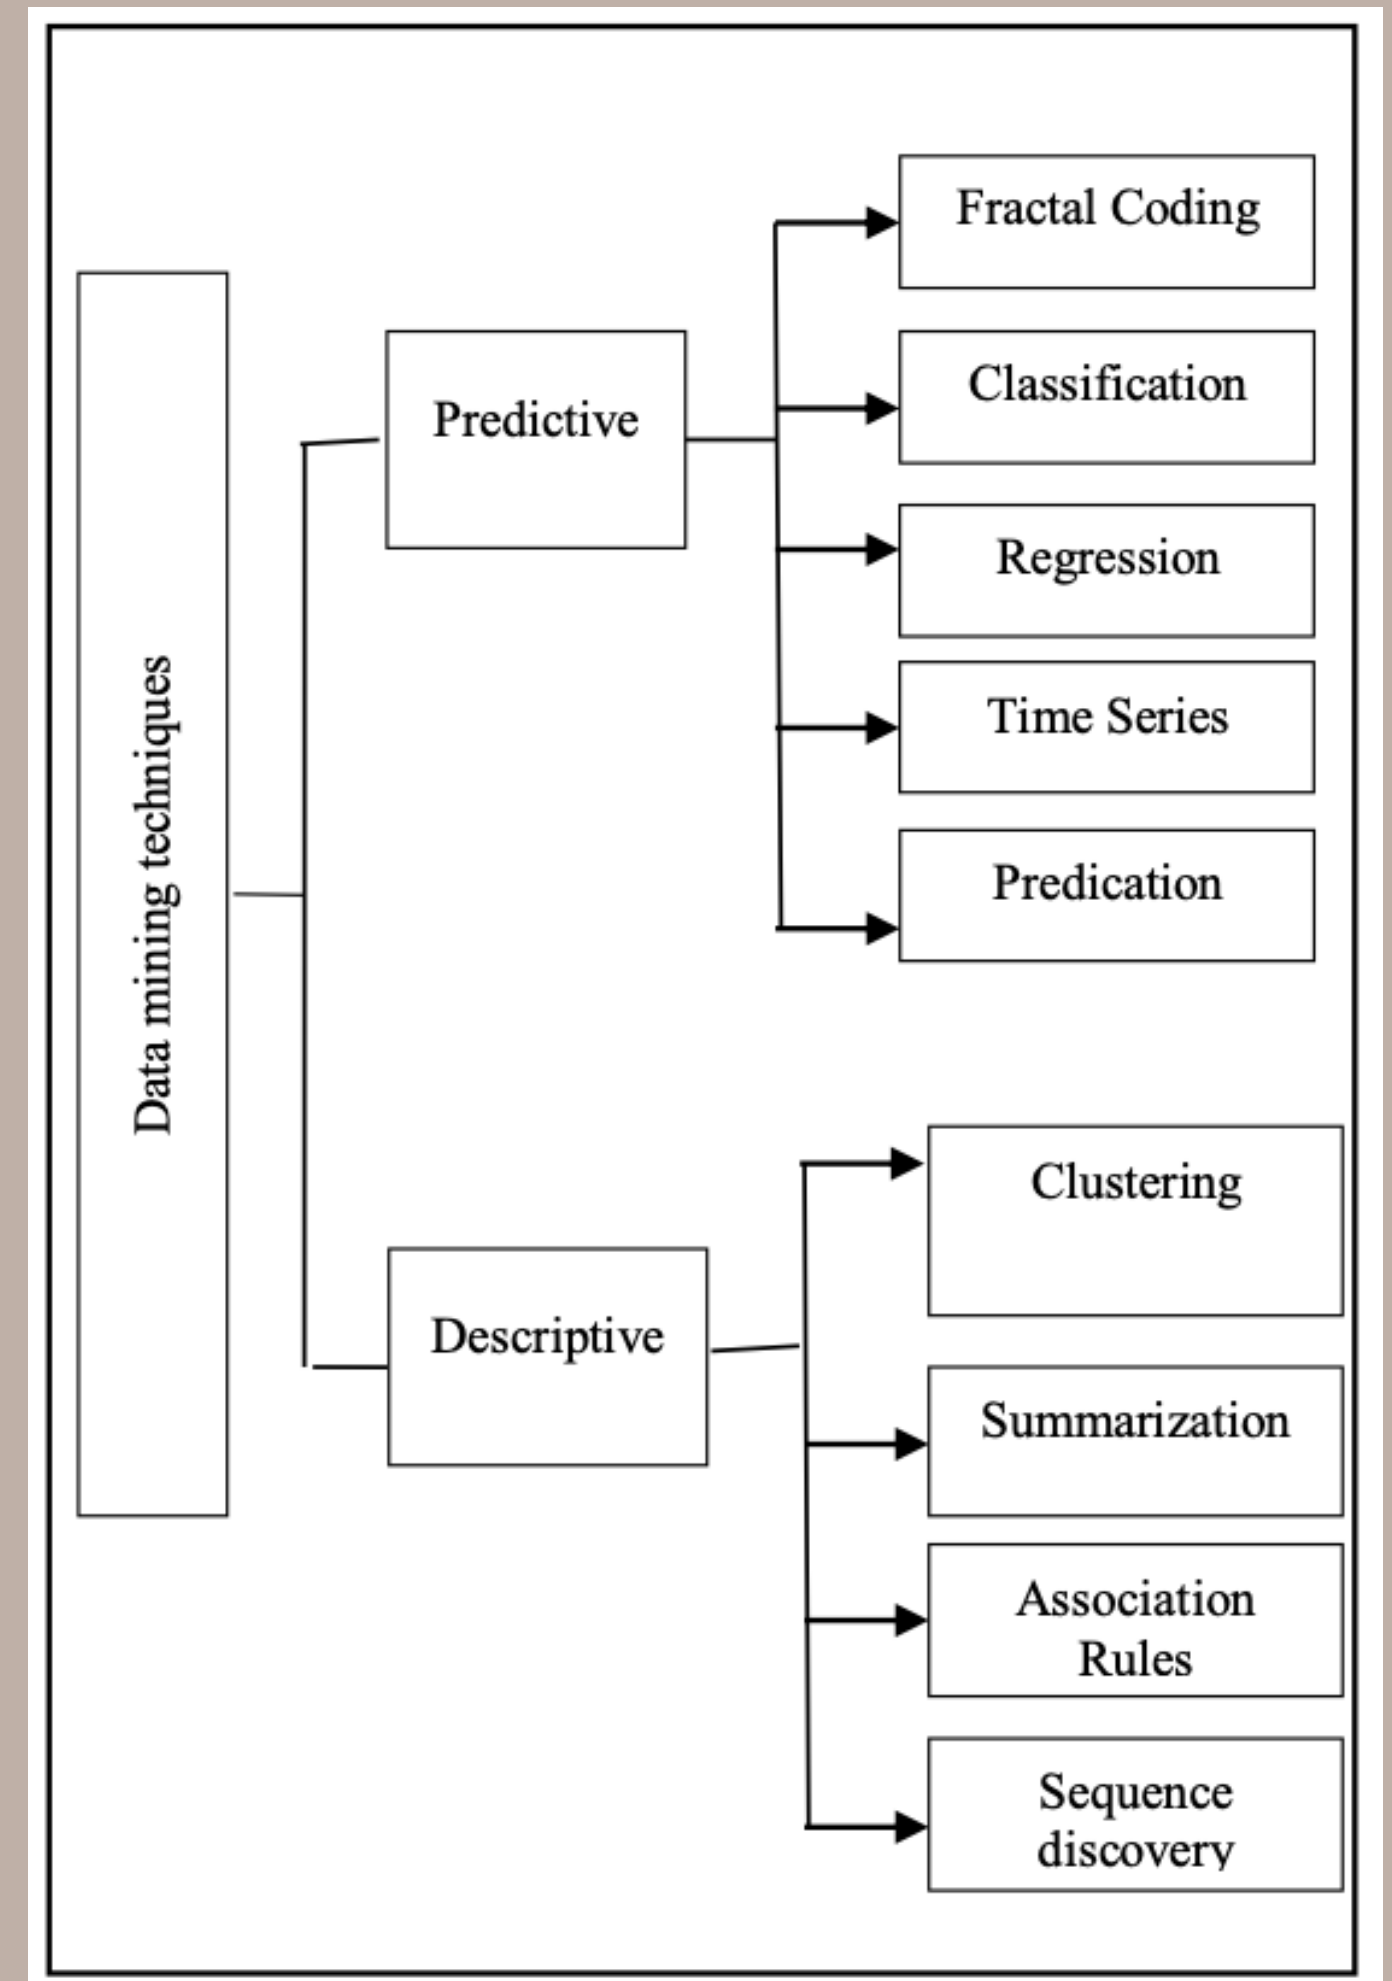 Data mining techniques
Predictive
Fractal Coding
Classification
Regression
Time Series
Predication
Descriptive
Clustering
Summarization
Association
Rules
Sequence
discovery